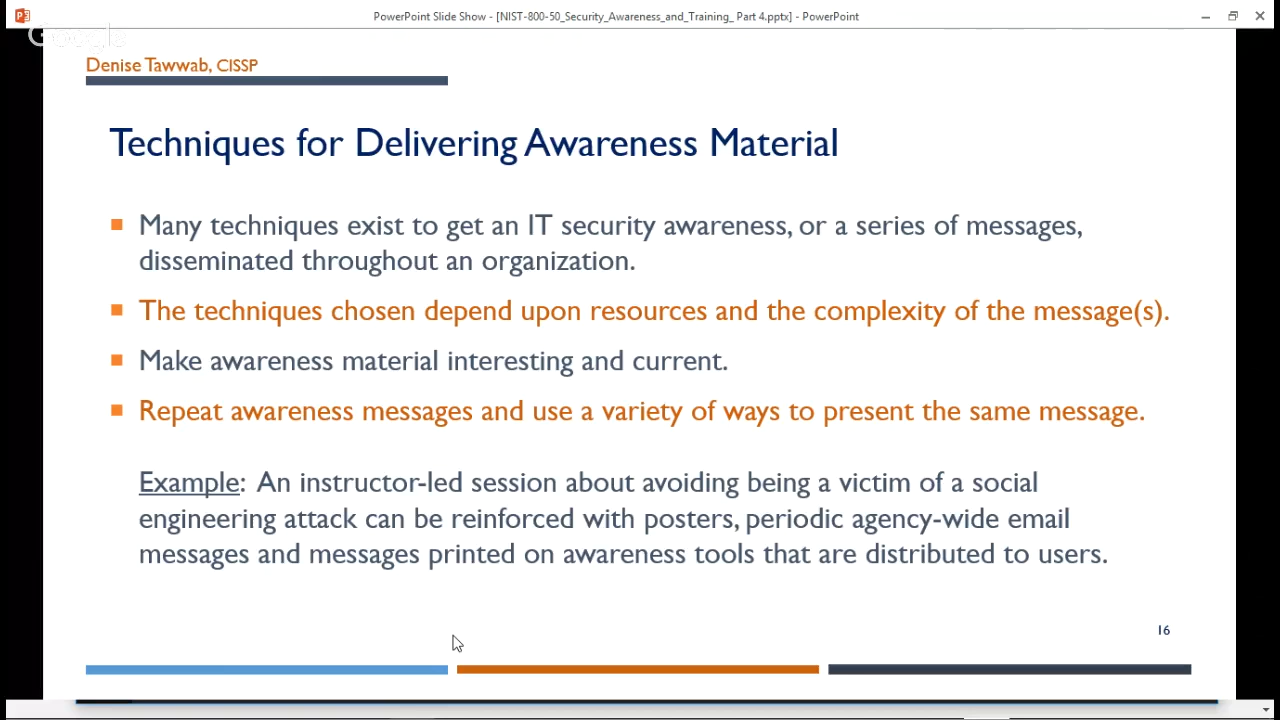 PowerPoint Slide Show - [NIST-800-50_Security_Awareness_and_Training_ Part 4.pptx] - PowerPoint
Google
Denise Tawwab, CISSP
Techniques for Delivering Awareness Material
Many techniques exist to get an IT security awareness, or a series of messages,
disseminated throughout an organization.
The techniques chosen depend upon resources and the complexity of the message(s).
Make awareness material interesting and current.
Repeat awareness messages and use a variety of ways to present the same message.
Example: An instructor-led session about avoiding being a victim of a social
engineering attack can be reinforced with posters, periodic agency-wide email
messages and messages printed on awareness tools that are distributed to users.
16